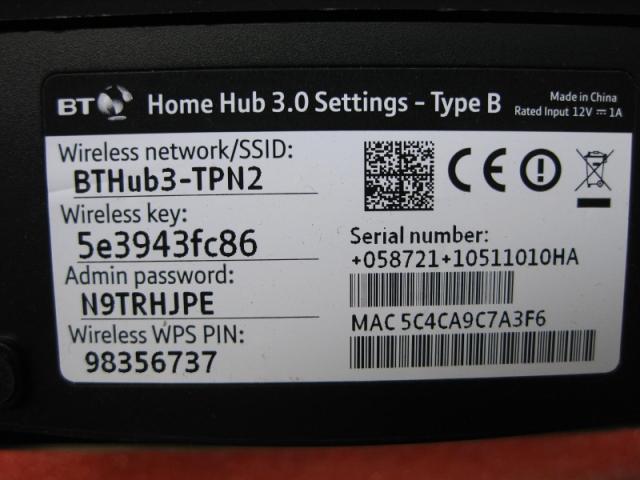 BT Home Hub 3.0 Settings - Type B
Made in China
Rated Input 12V ⎓ 1A
Wireless network/SSID:
BTHub3-TPN2
Wireless key:
5e3943fc86
Admin password:
N9TRHJPE
Wireless WPS PIN:
98356737
CE
Serial number:
+058721+10511010HA
MAC 5C4CA9C7A3F6